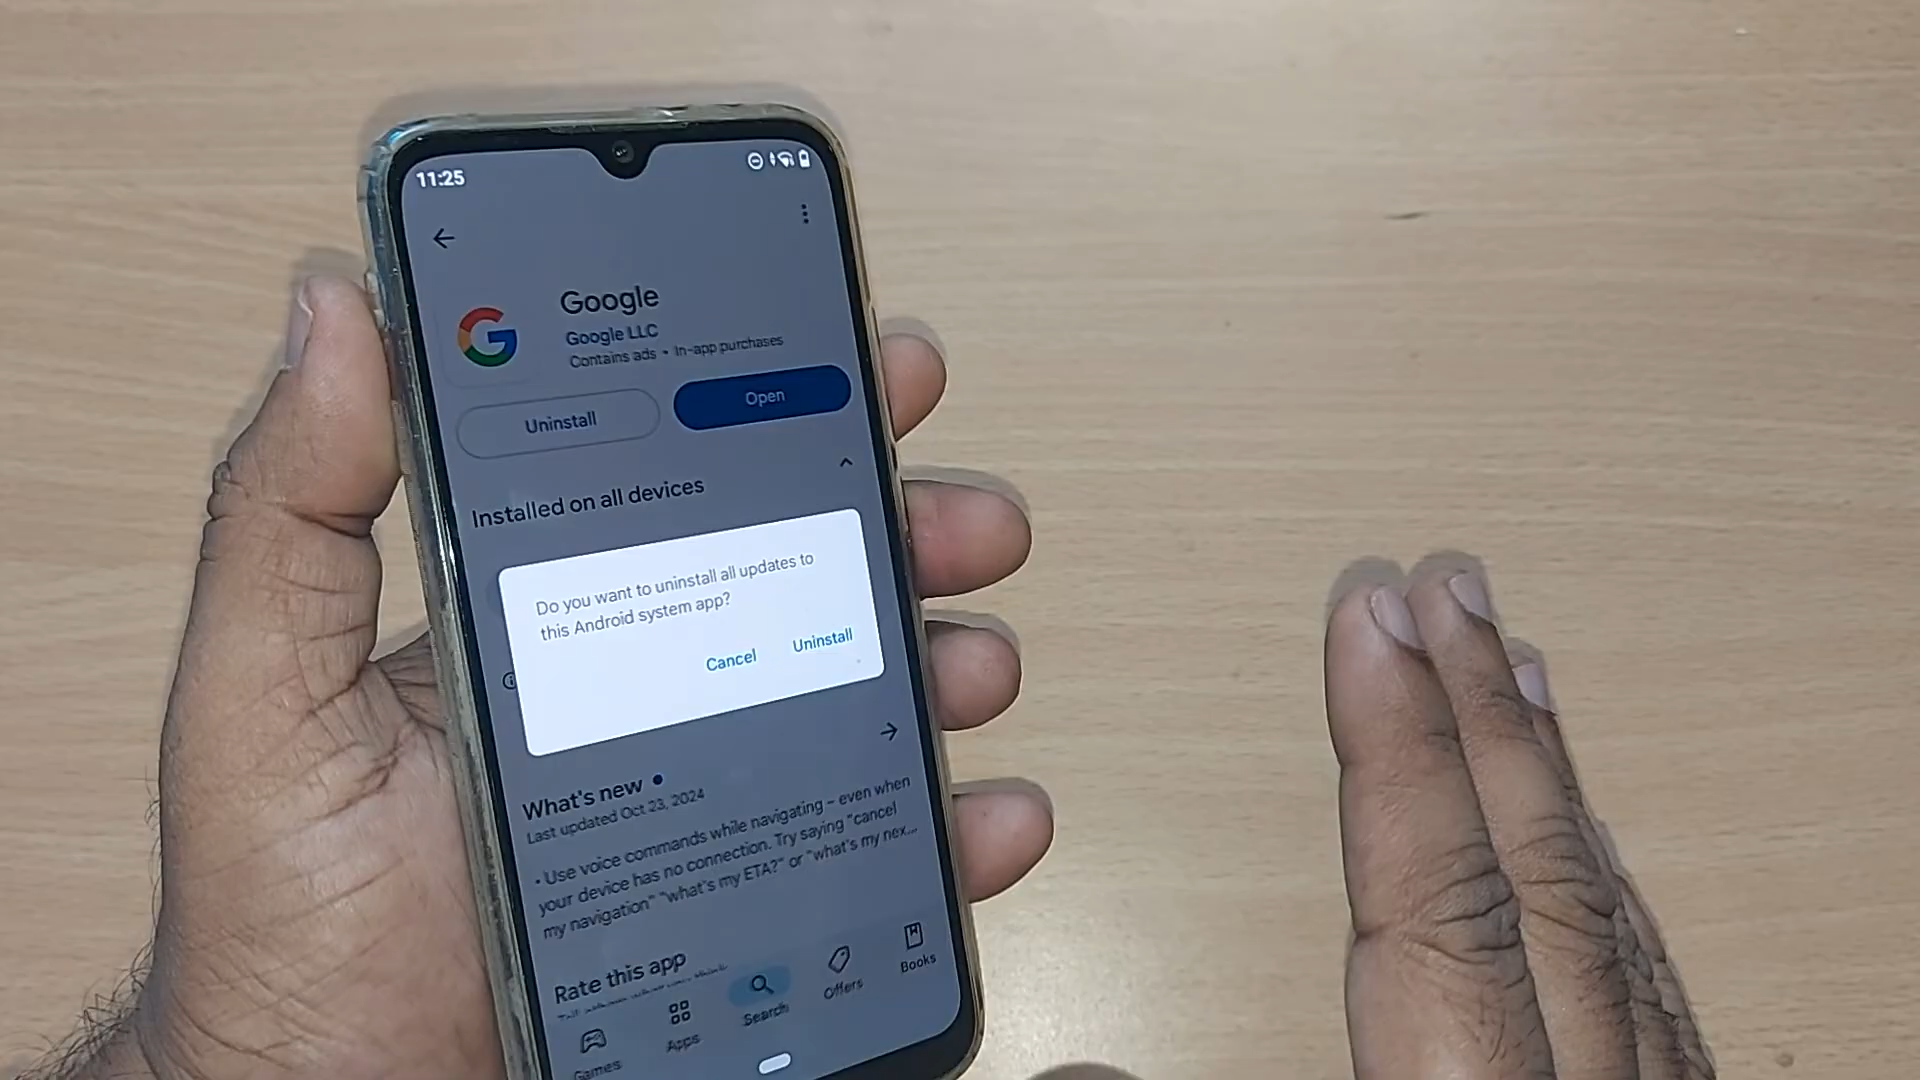 11:25
Google
Google LLC
Contains ads • In-app purchases
Uninstall
Open
Installed on all devices
Do you want to uninstall all updates to
this Android system app?
Cancel
Uninstall
What's new •
Last updated Oct 23, 2024
• Use voice commands while navigating – even when
your device has no connection. Try saying "cancel
my navigation" "what's my ETA?" or "what's my nex...
Rate this app
Games
Apps
Search
Offers
Books